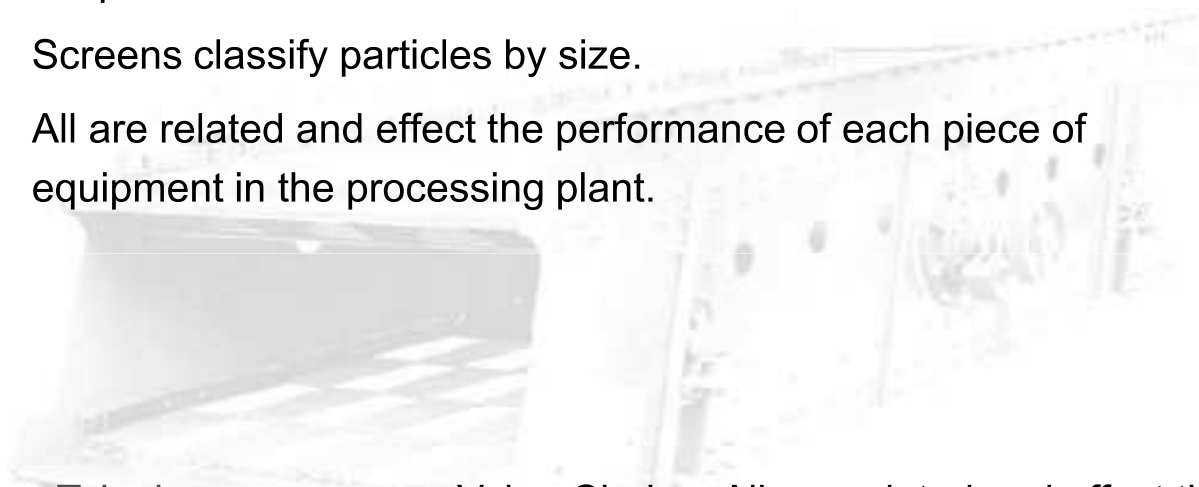 Screens classify particles by size.
All are related and effect the performance of each piece of
equipment in the processing plant.